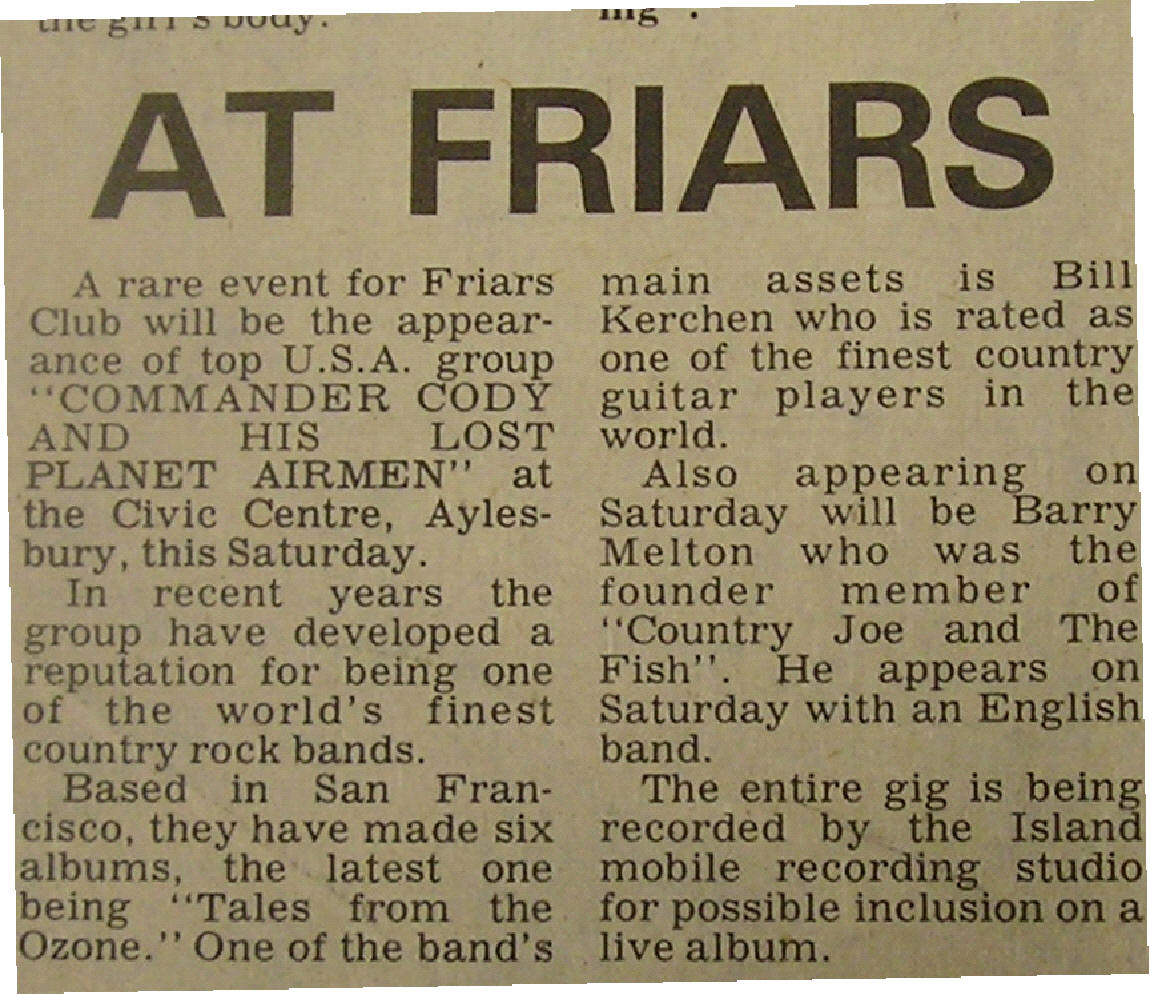 the girl's body.
ing".
AT FRIARS
A rare event for Friars
Club will be the appear-
ance of top U.S.A. group
"COMMANDER CODY
AND HIS LOST
PLANET AIRMEN" at
the Civic Centre, Ayles-
bury, this Saturday.
In recent years the
group have developed a
reputation for being one
of the world's finest
country rock bands.
Based in San Fran-
cisco, they have made six
albums, the latest one
being "Tales from the
Ozone." One of the band's
main assets is Bill
Kerchen who is rated as
one of the finest country
guitar players in the
world.
Also appearing on
Saturday will be Barry
Melton who was the
founder member of
"Country Joe and The
Fish". He appears on
Saturday with an English
band.
The entire gig is being
recorded by the Island
mobile recording studio
for possible inclusion on a
live album.